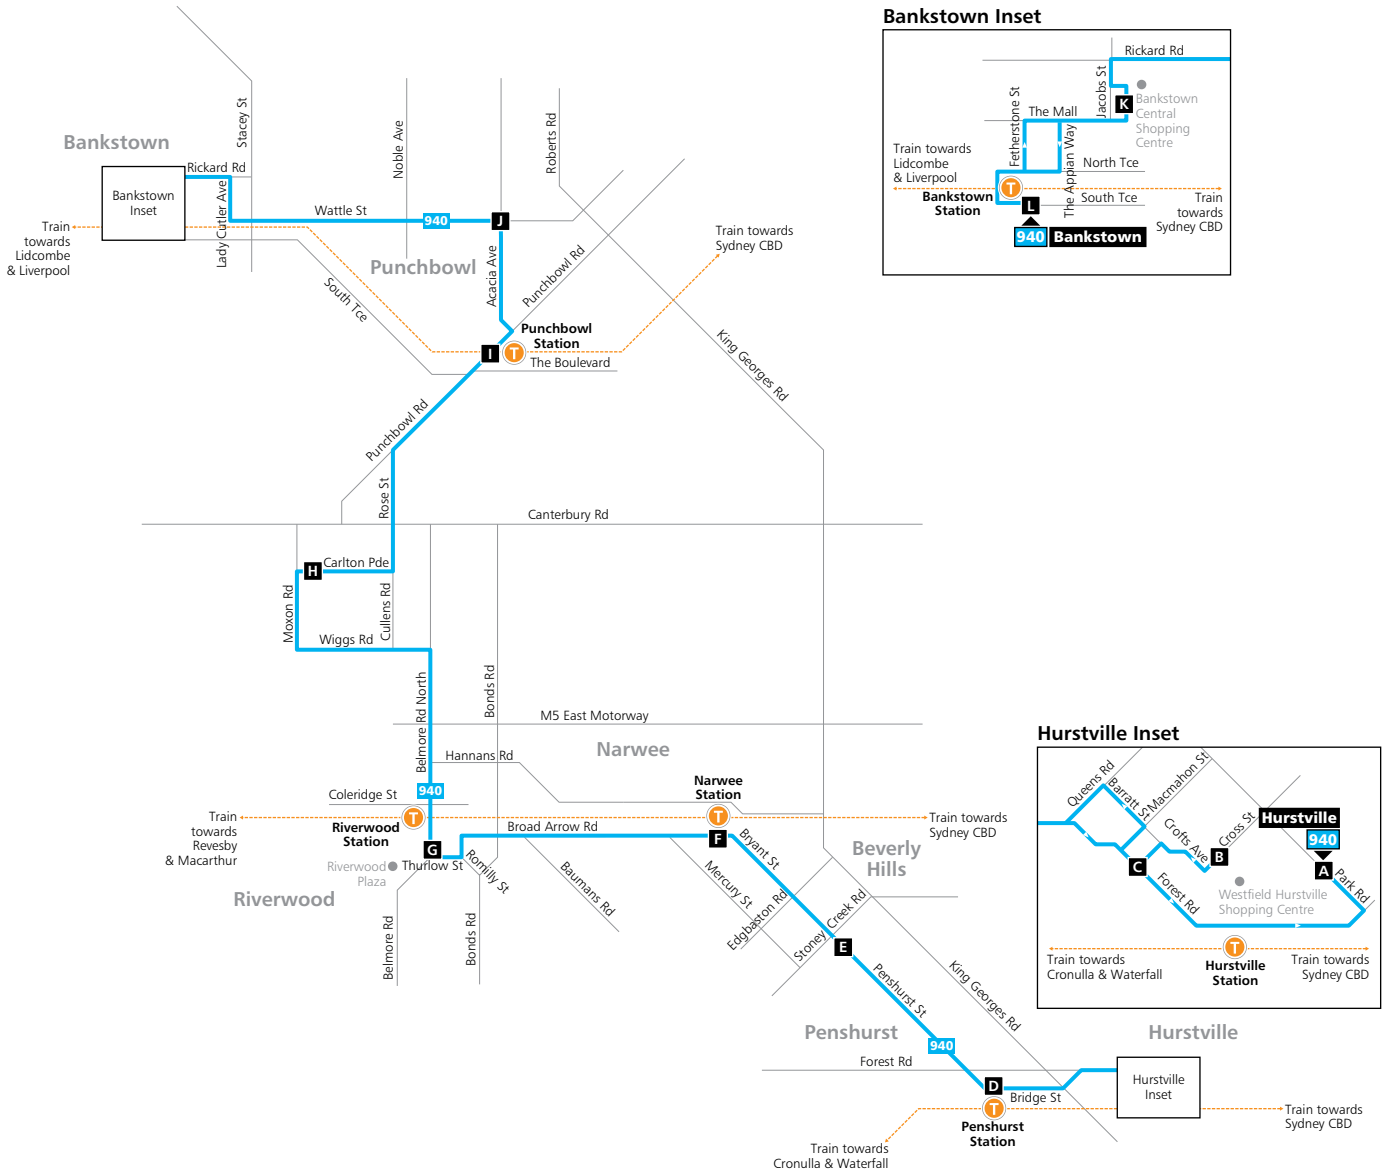 Bankstown Inset
Rickard Rd
Jacobs St
K
Bankstown
Central
Shopping
Centre
The Mall
Fetherstone St
The Appian Way
North Tce
Train towards
Lidcombe
& Liverpool
T
Bankstown
Station
L
South Tce
Train
towards
Sydney CBD
940 Bankstown
Bankstown
Stacey St
Rickard Rd
Bankstown
Inset
Lady Cutler Ave
Wattle St
940
J
Noble Ave
Roberts Rd
Train
towards
Lidcombe
& Liverpool
Punchbowl
Acacia Ave
Punchbowl Rd
South Tce
Train towards
Sydney CBD
Punchbowl
Station
I
T
The Boulevard
King Georges Rd
Punchbowl Rd
Rose St
Canterbury Rd
H
Carlton Pde
Moxon Rd
Cullens Rd
Wiggs Rd
Belmore Rd North
Bonds Rd
M5 East Motorway
Narwee
Hannans Rd
Narwee
Station
T
940
Coleridge St
Train
towards
Revesby
& Macarthur
T
Riverwood
Station
G
Broad Arrow Rd
F
Train towards
Sydney CBD
Thurlow St
Riverwood
Plaza
Riverwood
Romilly St
Belmore Rd
Bonds Rd
Baumans Rd
Mercury St
Bryant St
Edgbaston Rd
Stoney Creek Rd
Beverly
Hills
E
Penshurst St
King Georges Rd
Penshurst
940
Forest Rd
D
T
Bridge St
Penshurst
Station
Train towards
Cronulla & Waterfall
Hurstville
Hurstville
Inset
Train towards
Sydney CBD
Hurstville Inset
Queens Rd
Barratt St
Macmahon St
Crofts Ave
Cross St
Hurstville
940
B
A
C
Park Rd
Forest Rd
Westfield Hurstville
Shopping Centre
Train towards
Cronulla & Waterfall
T
Hurstville
Station
Train towards
Sydney CBD